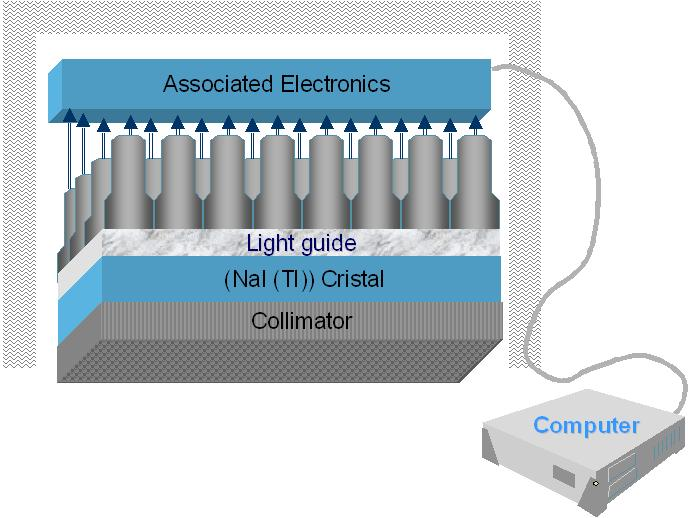 Associated Electronics
Light guide
(NaI (Tl)) Cristal
Collimator
Computer